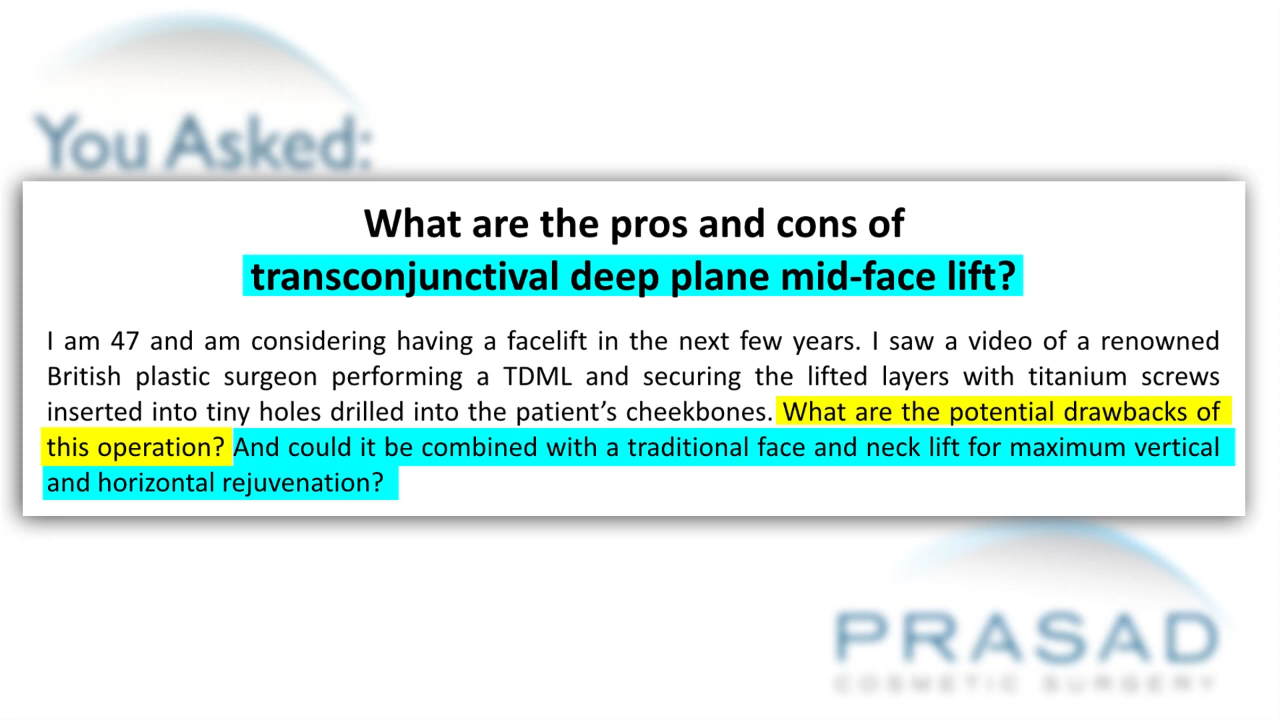 You Asked:
What are the pros and cons of
transconjunctival deep plane mid-face lift?
I am 47 and am considering having a facelift in the next few years. I saw a video of a renowned
British plastic surgeon performing a TDML and securing the lifted layers with titanium screws
inserted into tiny holes drilled into the patient’s cheekbones. What are the potential drawbacks of
this operation? And could it be combined with a traditional face and neck lift for maximum vertical
and horizontal rejuvenation?
PRASAD
COSMETIC SURGERY